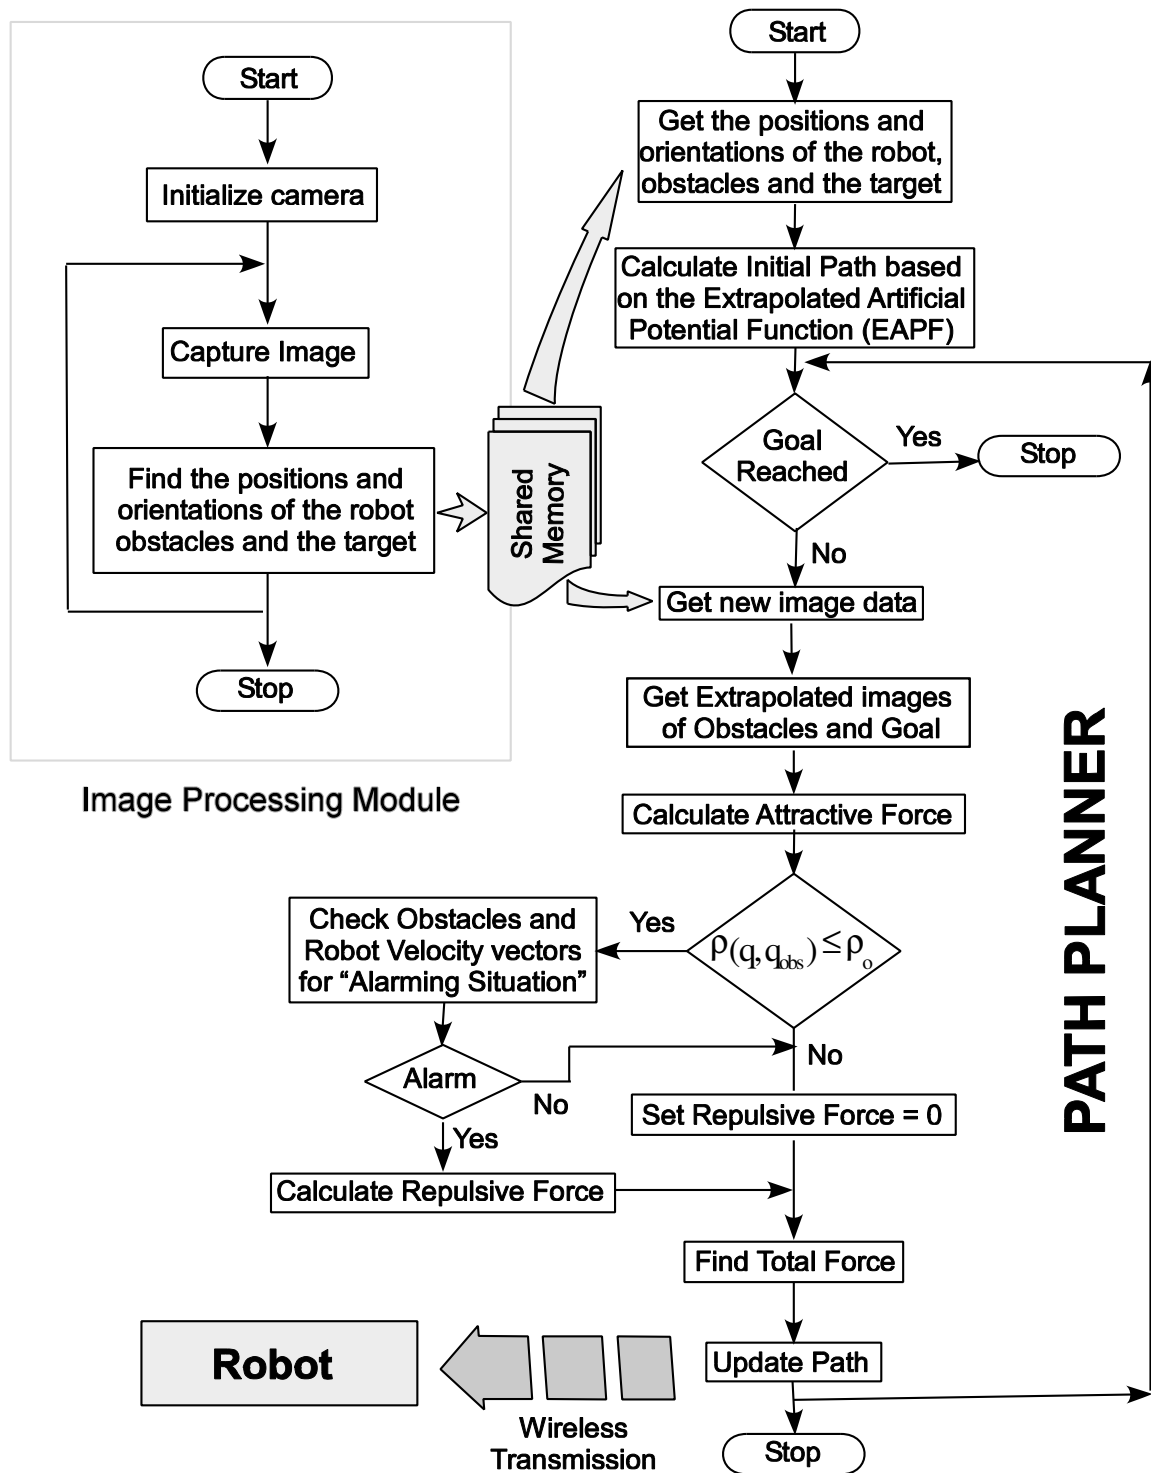 Start
Initialize camera
Capture Image
Find the positions and
orientations of the robot
obstacles and the target
Stop
Image Processing Module
Shared
Memory
Start
Get the positions and
orientations of the robot,
obstacles and the target
Calculate Initial Path based
on the Extrapolated Artificial
Potential Function (EAPF)
Goal
Reached
Yes
Stop
No
Get new image data
Get Extrapolated images
of Obstacles and Goal
Calculate Attractive Force
ρ(q, qobs) ≤ ρo
Yes
Check Obstacles and
Robot Velocity vectors
for “Alarming Situation”
No
Alarm
No
Yes
Set Repulsive Force = 0
Calculate Repulsive Force
Find Total Force
Update Path
Stop
Robot
Wireless
Transmission
PATH PLANNER